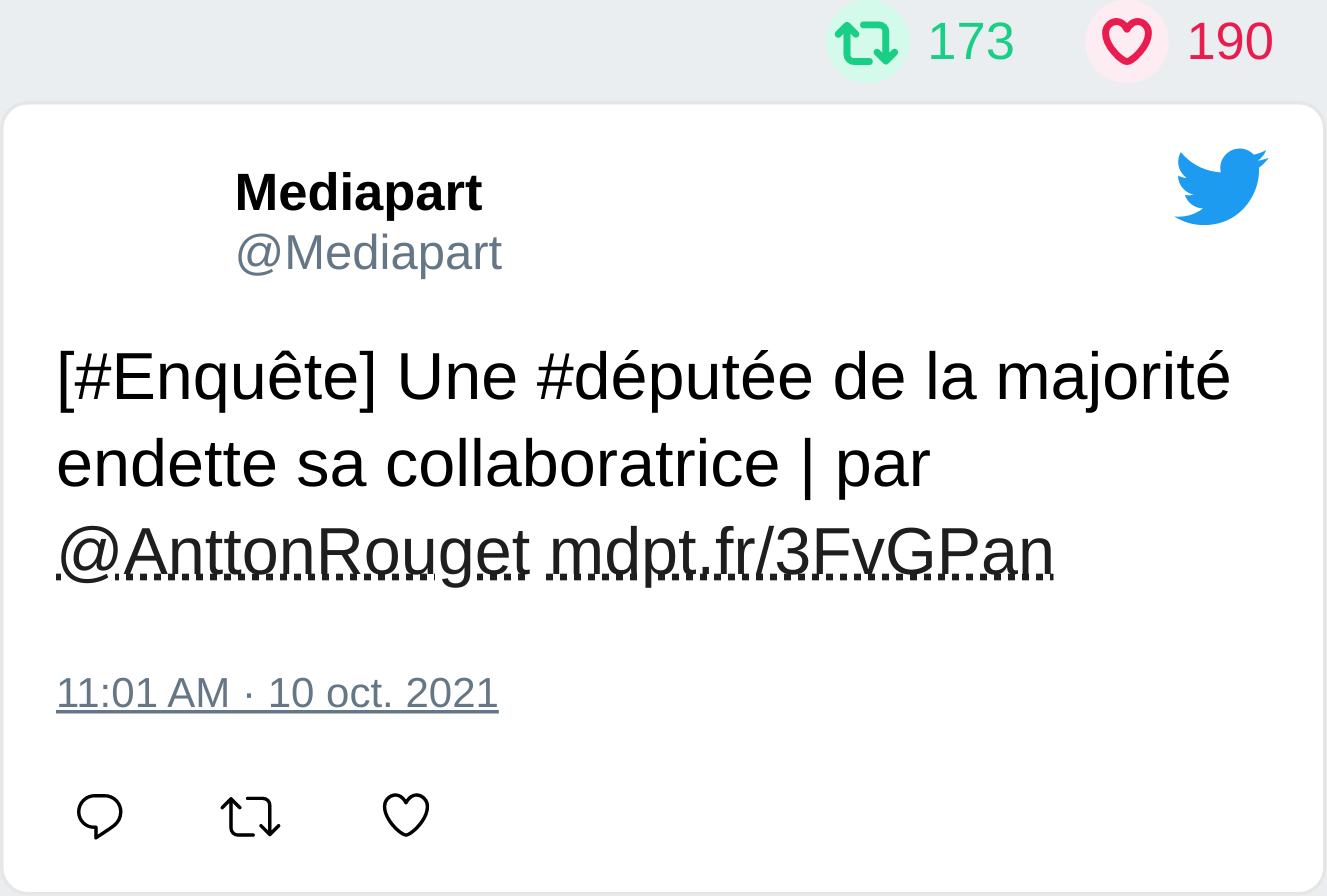 173 190
Mediapart
@Mediapart
[#Enquête] Une #députée de la majorité
endette sa collaboratrice | par
@AnttonRouget mdpt.fr/3FvGPan
11:01 AM · 10 oct. 2021